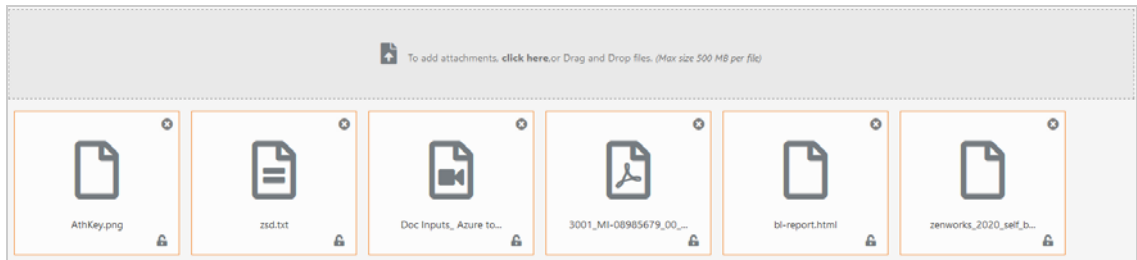 To add attachments, click here,or Drag and Drop files. (Max size 500 MB per file)
AthKey.png
zsd.txt
Doc Inputs_ Azure to...
3001_MI-08985679_00_...
bl-report.html
zenworks_2020_self_b...